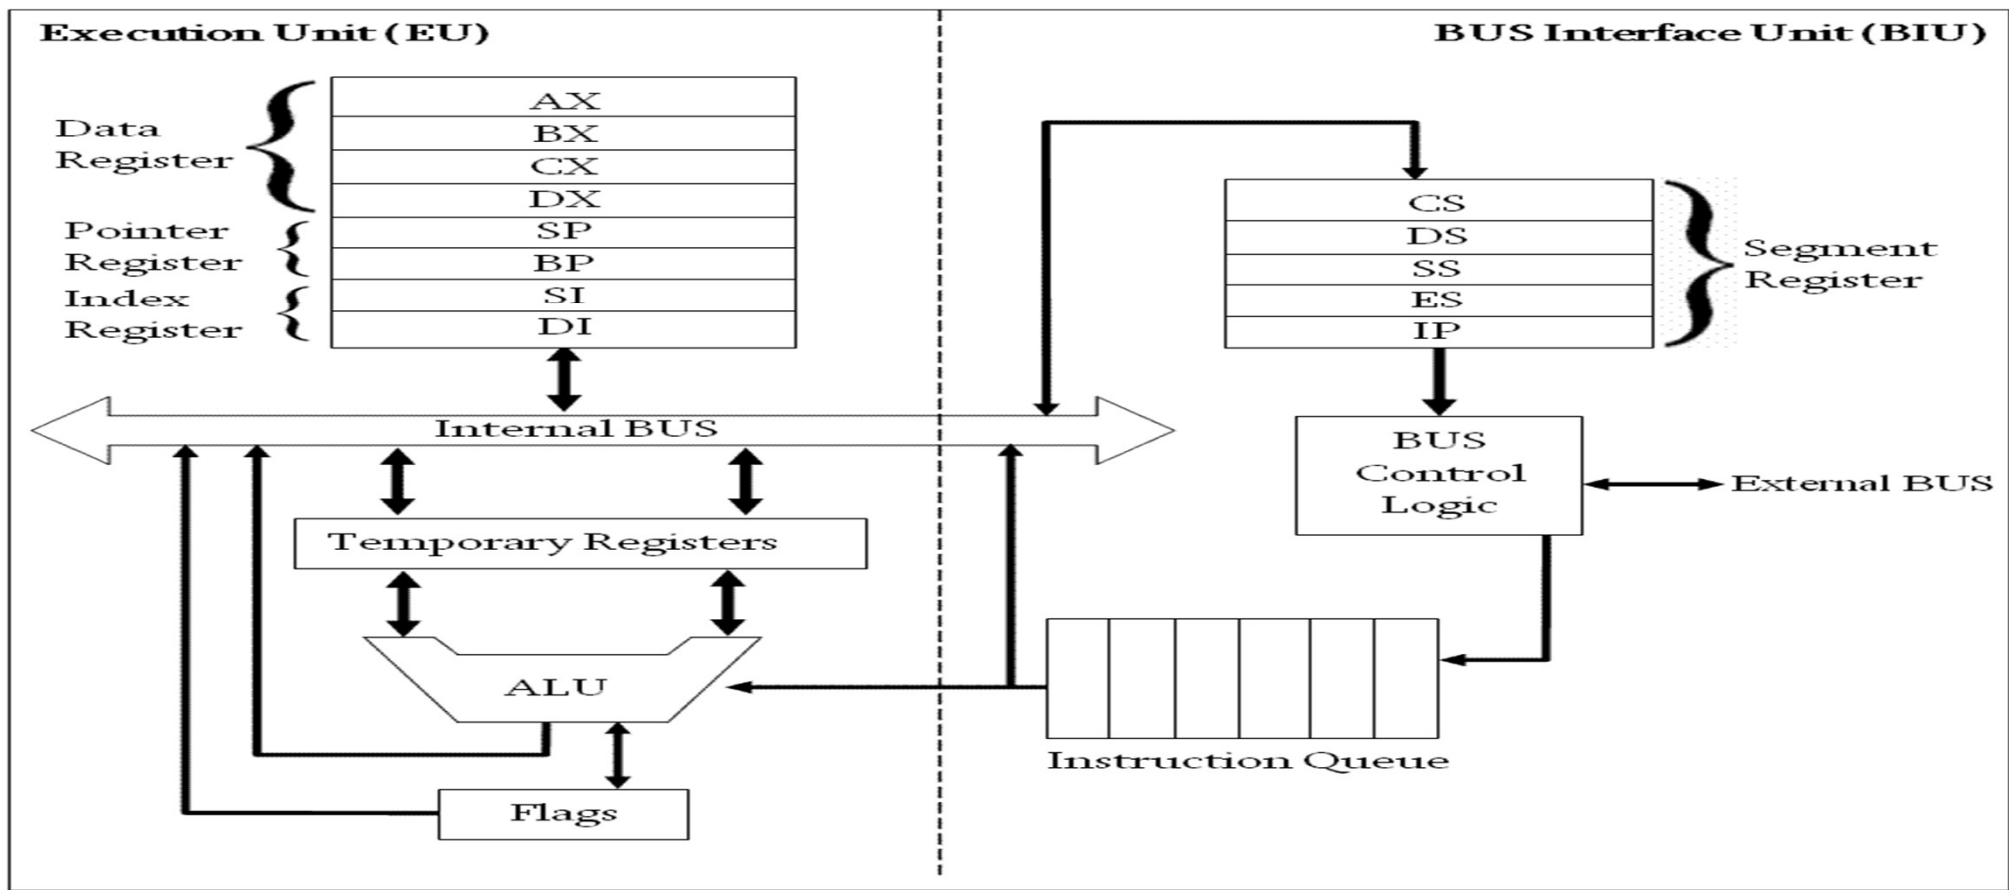 Execution Unit (EU)
BUS Interface Unit (BIU)
Data
Register
Pointer
Register
Index
Register
AX
BX
CX
DX
SP
BP
SI
DI
CS
DS
SS
ES
IP
Segment
Register
Internal BUS
BUS
Control
Logic
External BUS
Temporary Registers
ALU
Instruction Queue
Flags